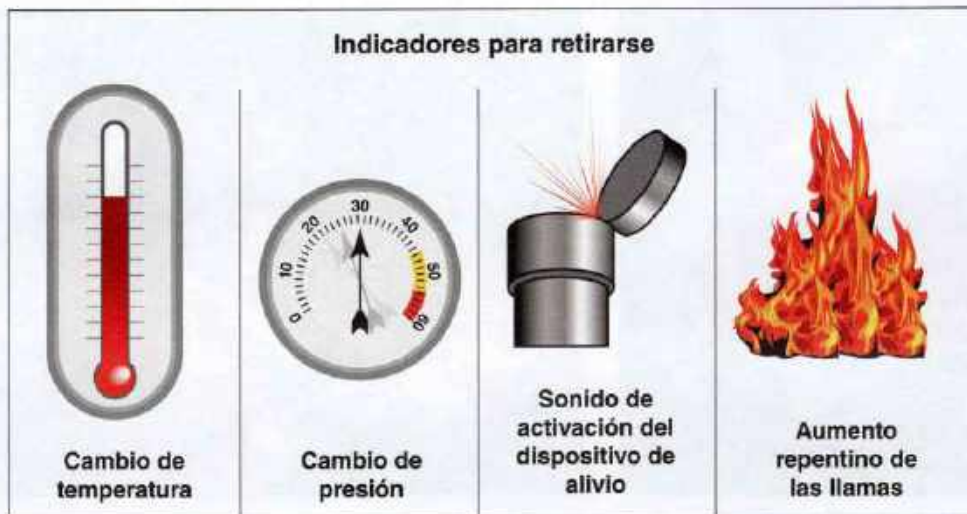 Indicadores para retirarse
0
10
20
30
40
50
60
Cambio de
temperatura
Cambio de
presión
Sonido de
activación del
dispositivo de
alivio
Aumento
repentino de
las llamas